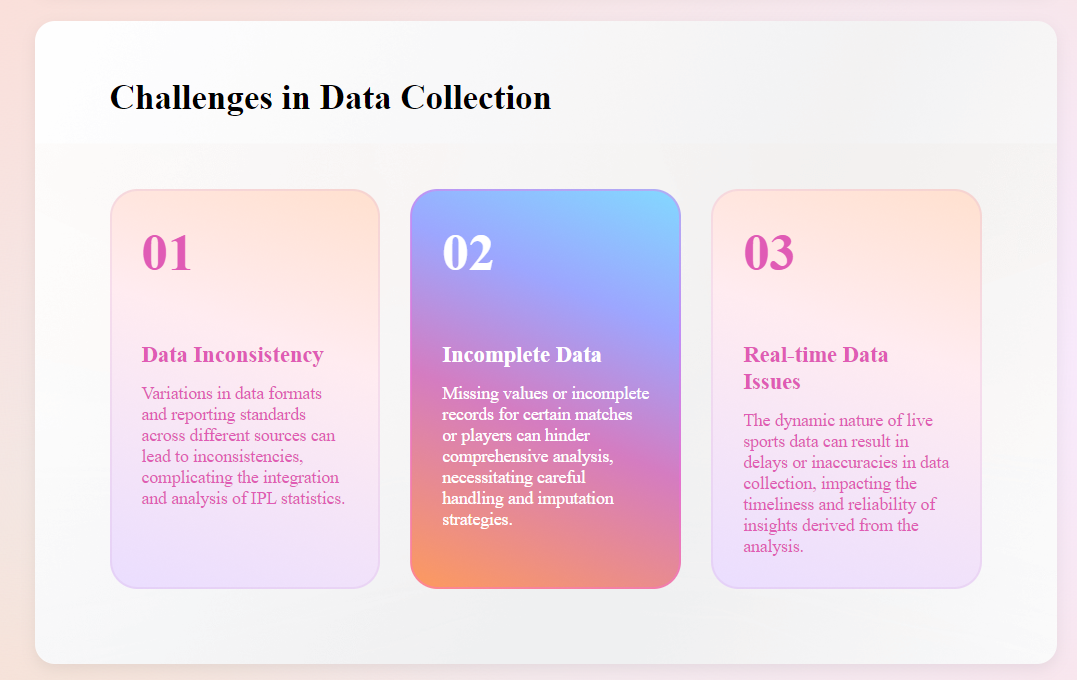 Challenges in Data Collection
01
Data Inconsistency
Variations in data formats
and reporting standards
across different sources can
lead to inconsistencies,
complicating the integration
and analysis of IPL statistics.
02
Incomplete Data
Missing values or incomplete
records for certain matches
or players can hinder
comprehensive analysis,
necessitating careful
handling and imputation
strategies.
03
Real-time Data
Issues
The dynamic nature of live
sports data can result in
delays or inaccuracies in data
collection, impacting the
timeliness and reliability of
insights derived from the
analysis.